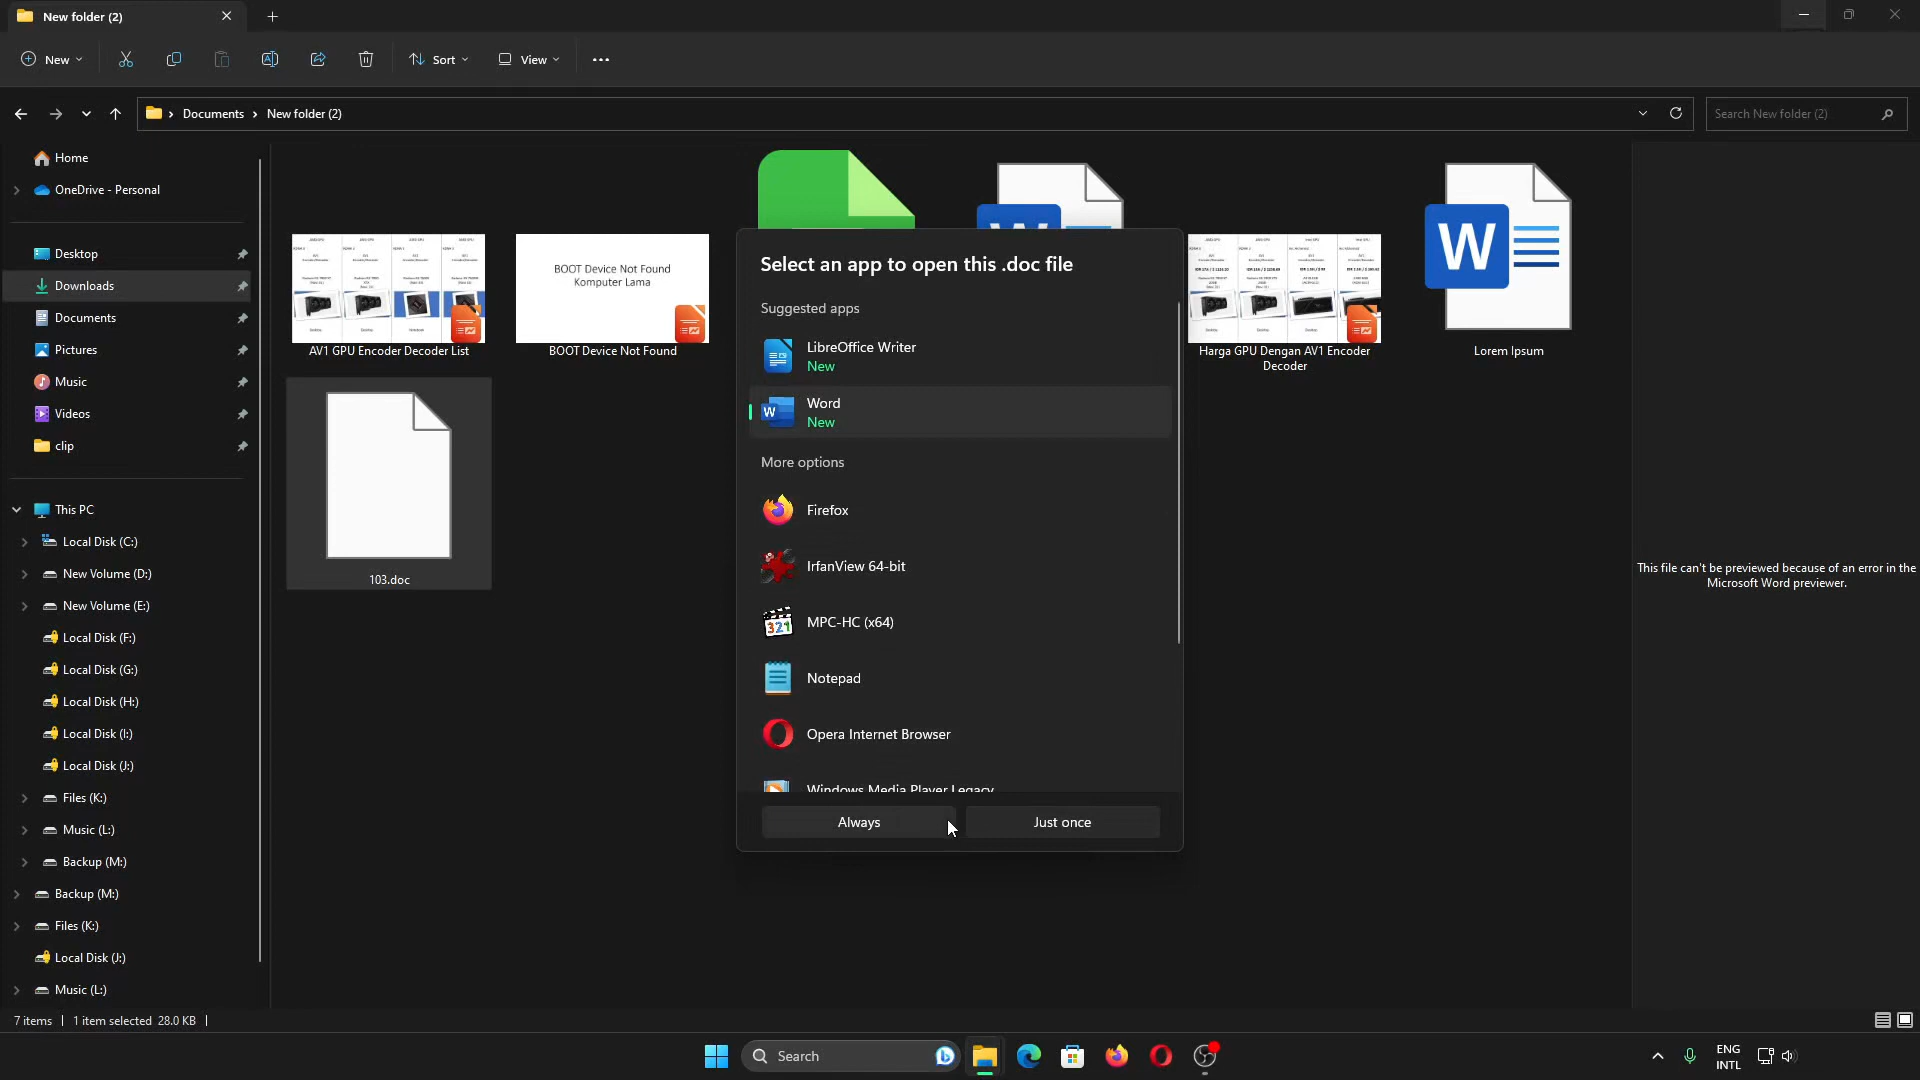 New folder (2)
New
Sort
View
Documents
New folder (2)
Search New folder (2)
Home
OneDrive - Personal
Desktop
Downloads
Documents
Pictures
Music
Videos
clip
This PC
Local Disk (C:)
New Volume (D:)
New Volume (E:)
Local Disk (F:)
Local Disk (G:)
Local Disk (H:)
Local Disk (I:)
Local Disk (J:)
Files (K:)
Music (L:)
Backup (M:)
Backup (M:)
Files (K:)
Local Disk (J:)
Music (L:)
AV1 GPU Encoder Decoder List
BOOT Device Not Found
Komputer Lama
BOOT Device Not Found
W
Harga GPU Dengan AV1 Encoder
Decoder
W
Lorem Ipsum
103.doc
Select an app to open this .doc file
Suggested apps
LibreOffice Writer
New
W
Word
New
More options
Firefox
IrfanView 64-bit
321
MPC-HC (x64)
Notepad
Opera Internet Browser
Windows Media Player Legacy
Always
Just once
This file can't be previewed because of an error in the
Microsoft Word previewer.
7 items
1 item selected 28.0 KB
Search
ENG
INTL